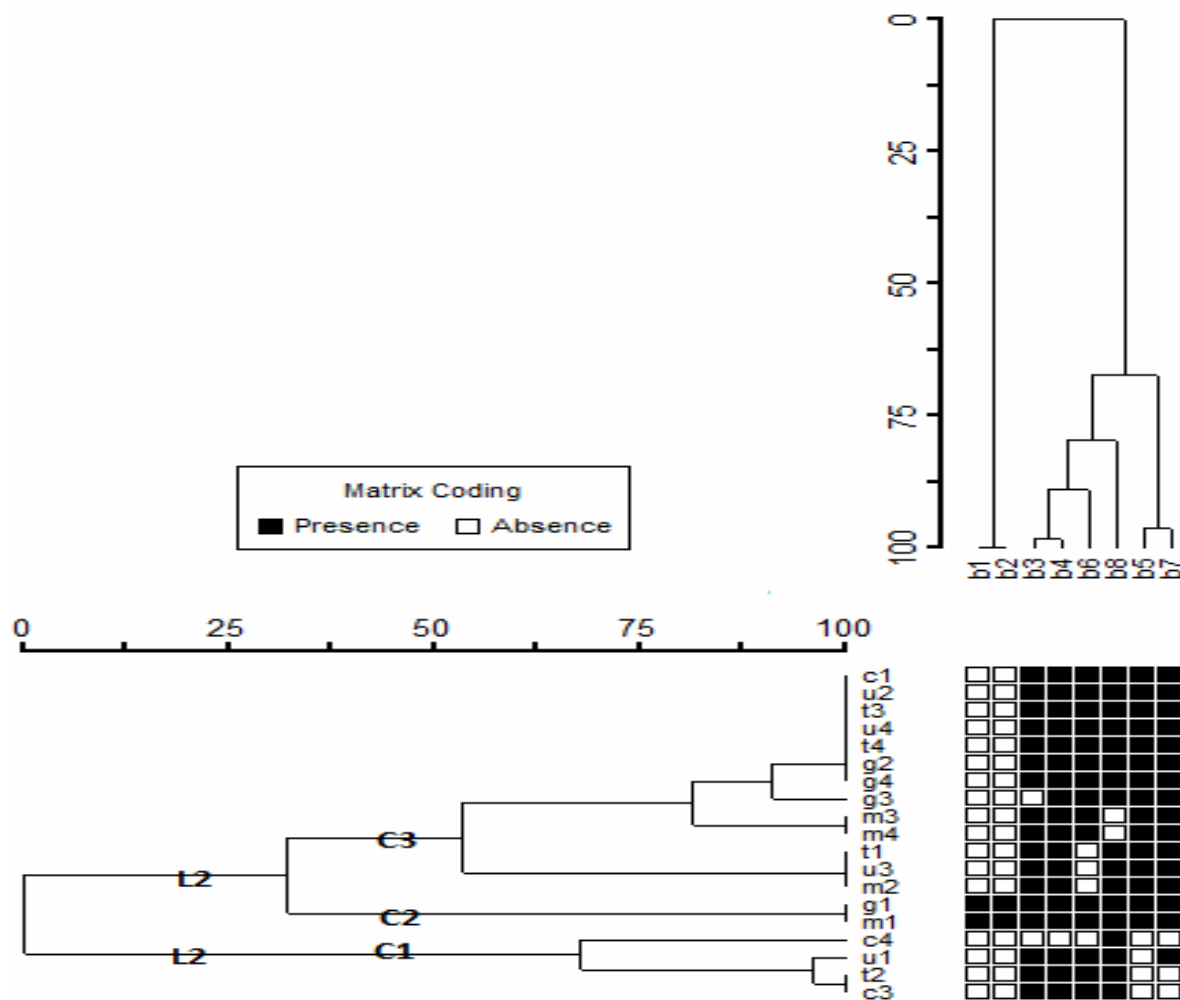 0
25
50
75
100
b1 b2 b3 b4 b6 b8 b5 b7
Matrix Coding
Presence Absence
0 25 50 75 100
c1
u2
t3
u4
t4
g2
g4
g3
m3
m4
t1
u3
m2
g1
m1
c4
u1
t2
c3
C3
L2
C2
L2 C1